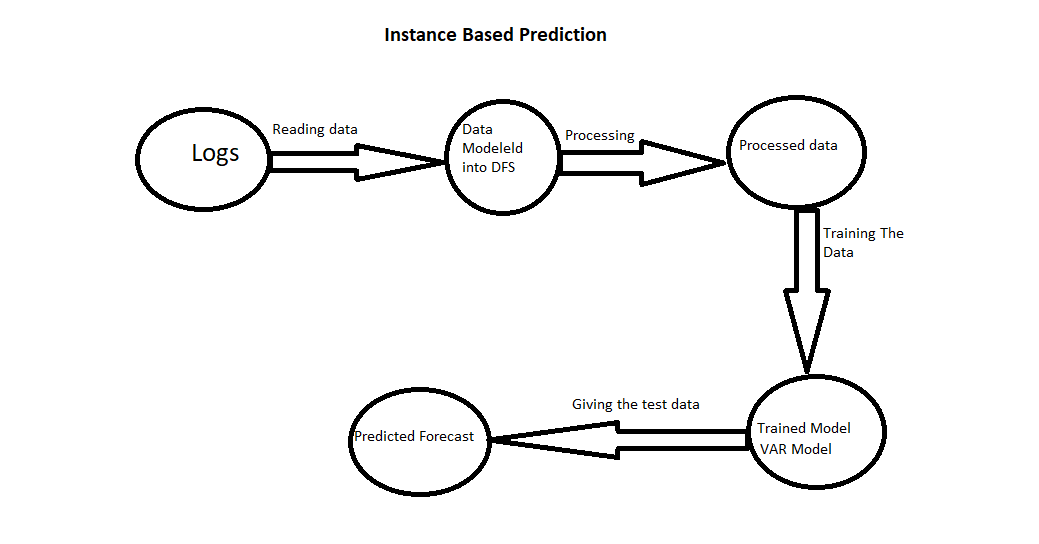 Instance Based Prediction
Logs
Reading data
Data
Modeleld
into DFS
Processing
Processed data
Training The
Data
Trained Model
VAR Model
Giving the test data
Predicted Forecast